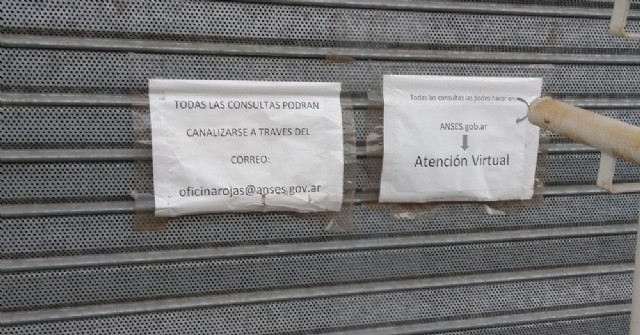 TODAS LAS CONSULTAS PODRAN
CANALIZARSE A TRAVES DEL
CORREO:
oficinarojas@anses.gov.ar
Todas las consultas las podes hacer en:
ANSES.gob.ar
Atención Virtual